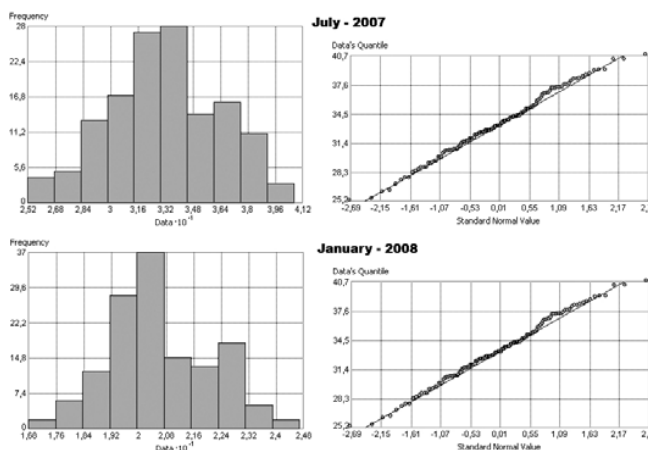 July - 2007
Frequency
28
22,4
16,8
11,2
5,6
0
2,52 2,68 2,84 3 3,16 3,32 3,48 3,64 3,8 3,96 4,12
Data ·10⁻¹
Data's Quantile
40,7
37,6
34,5
31,4
28,3
25,2
-2,69 -2,15 -1,61 -1,07 -0,52 0,01 0,55 1,09 1,63 2,17
Standard Normal Value
January - 2008
Frequency
37
29,6
22,2
14,8
7,4
0
1,76 1,84 1,92 2 2,08 2,16 2,24 2,32 2,4
Data ·10⁻¹
Data's Quantile
40,7
37,6
34,5
31,4
28,3
-2,69 -2,15 -1,61 -1,07 -0,52 0,01 0,55 1,09 1,63 2,17
Standard Normal Value